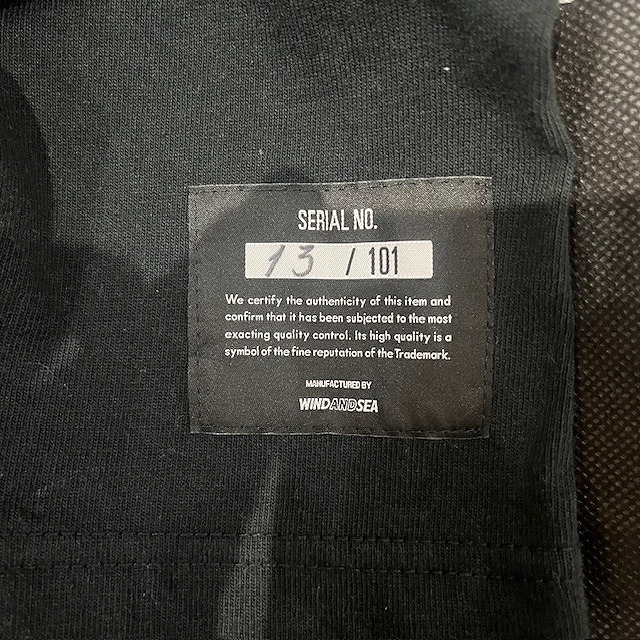 SERIAL NO.
13 / 101
We certify the authenticity of this item and
confirm that it has been subjected to the most
exacting quality control. Its high quality is a
symbol of the fine reputation of the Trademark.
MANUFACTURED BY
WINDANDSEA